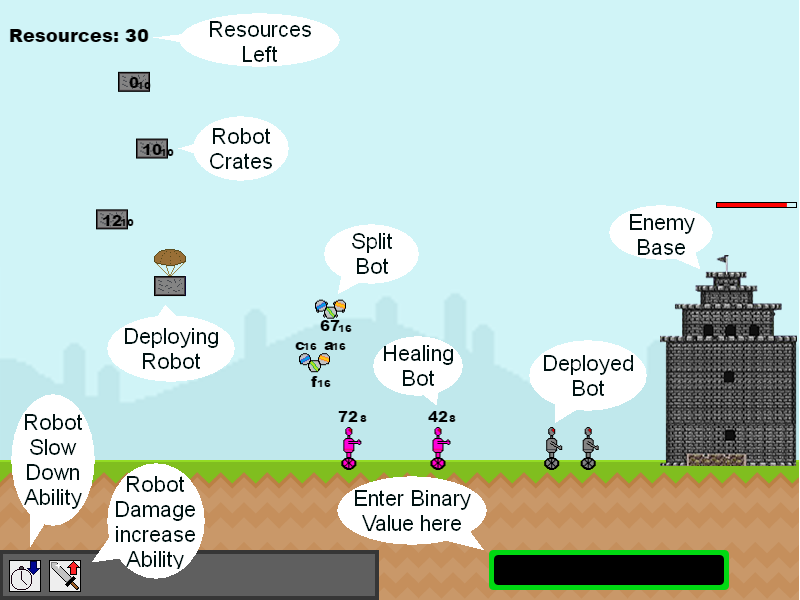 Resources: 30
Resources
Left
0₁₀
10₁₀
Robot
Crates
12₁₀
Enemy
Base
Split
Bot
Deploying
Robot
67₁₆
c₁₆ a₁₆
f₁₆
Healing
Bot
Deployed
Bot
72₈
42₈
Robot
Slow
Down
Ability
Robot
Damage
increase
Ability
Enter Binary
Value here